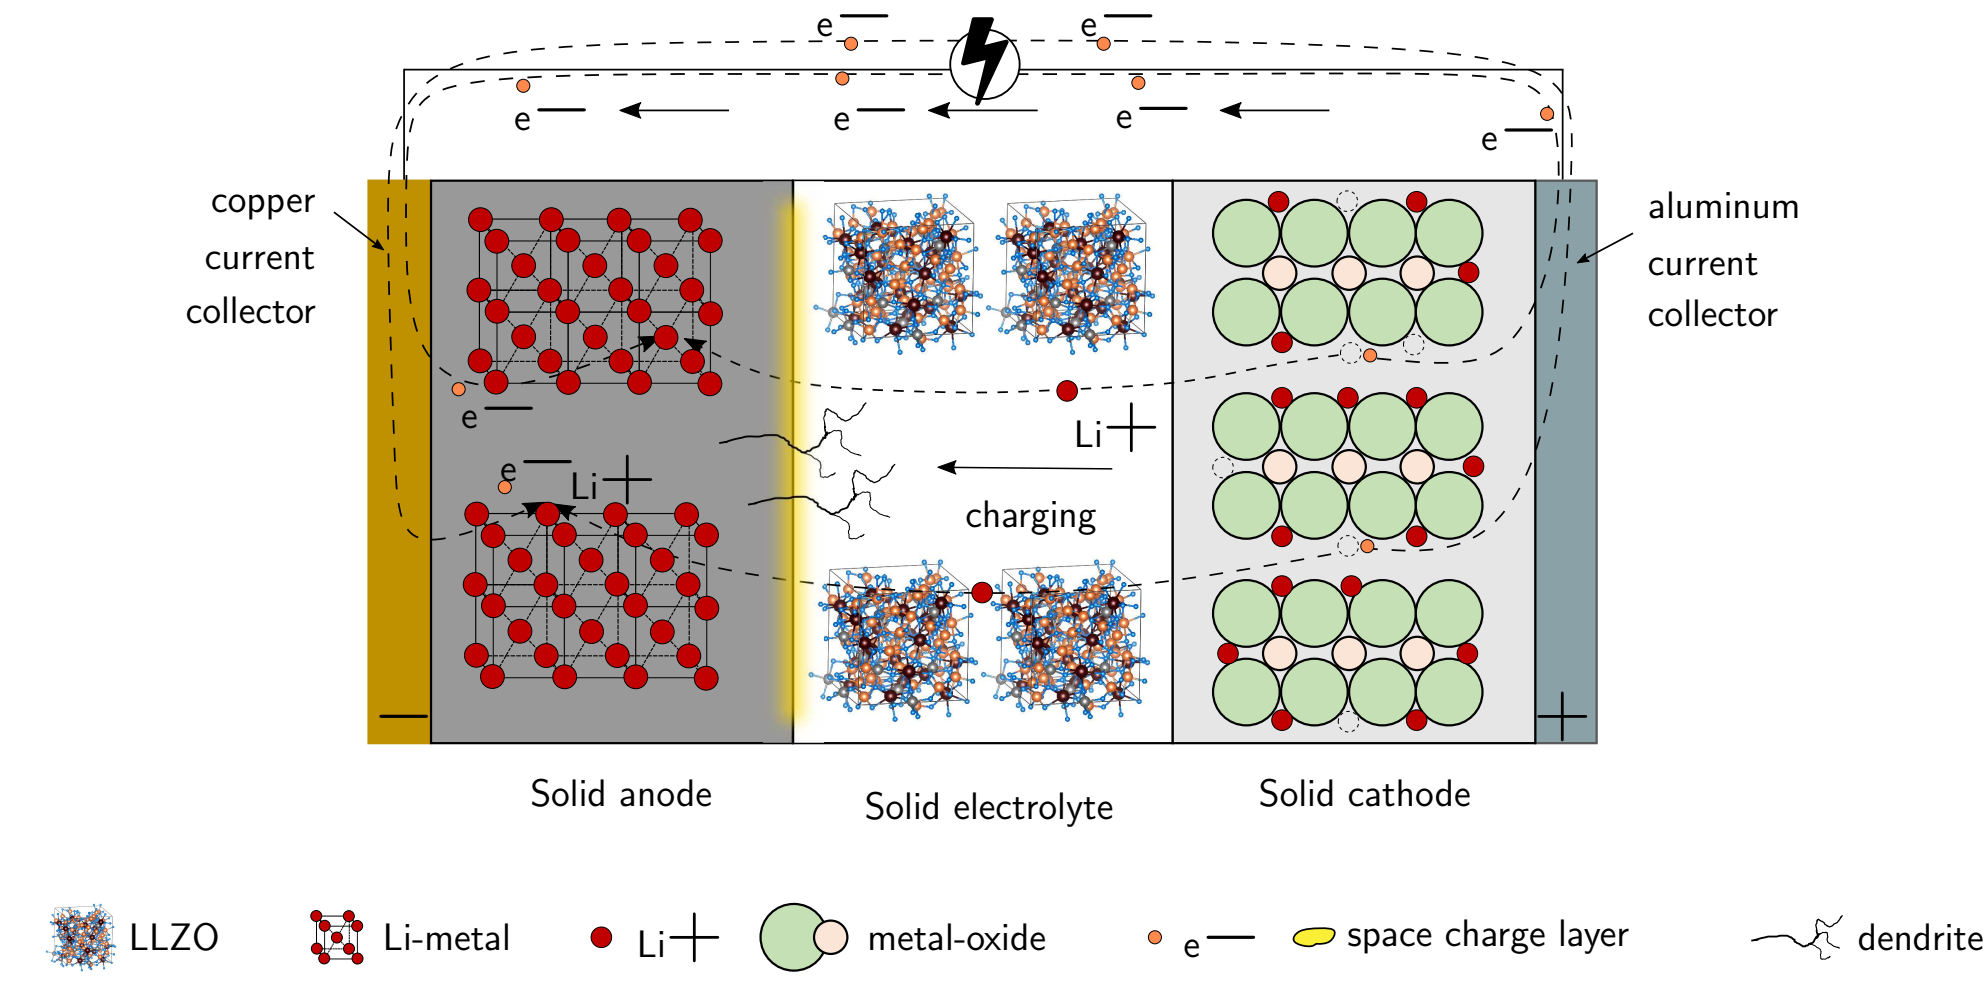 e —
e —
e —
e —
e —
e —
copper
current
collector
aluminum
current
collector
e —
Li +
e —
Li +
charging
—
+
Solid anode
Solid electrolyte
Solid cathode
LLZO
Li-metal
Li +
metal-oxide
e —
space charge layer
dendrite